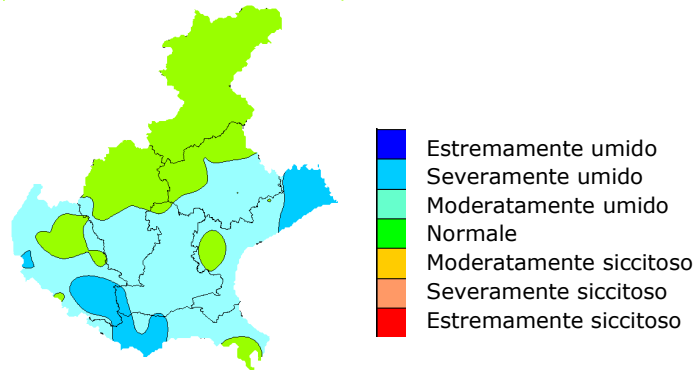 Estremamente umido
Severamente umido
Moderatamente umido
Normale
Moderatamente siccitoso
Severamente siccitoso
Estremamente siccitoso